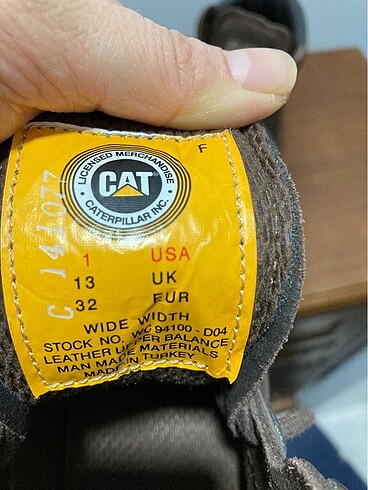 F
LICENSED MERCHANDISE
CAT
CATERPILLAR INC.
C 141077
1 USA
13 UK
32 EUR
WIDE WIDTH
STOCK NO. WC 94100 - D04
LEATHER UPPER BALANCE
MAN MADE MATERIALS
MADE IN TURKEY